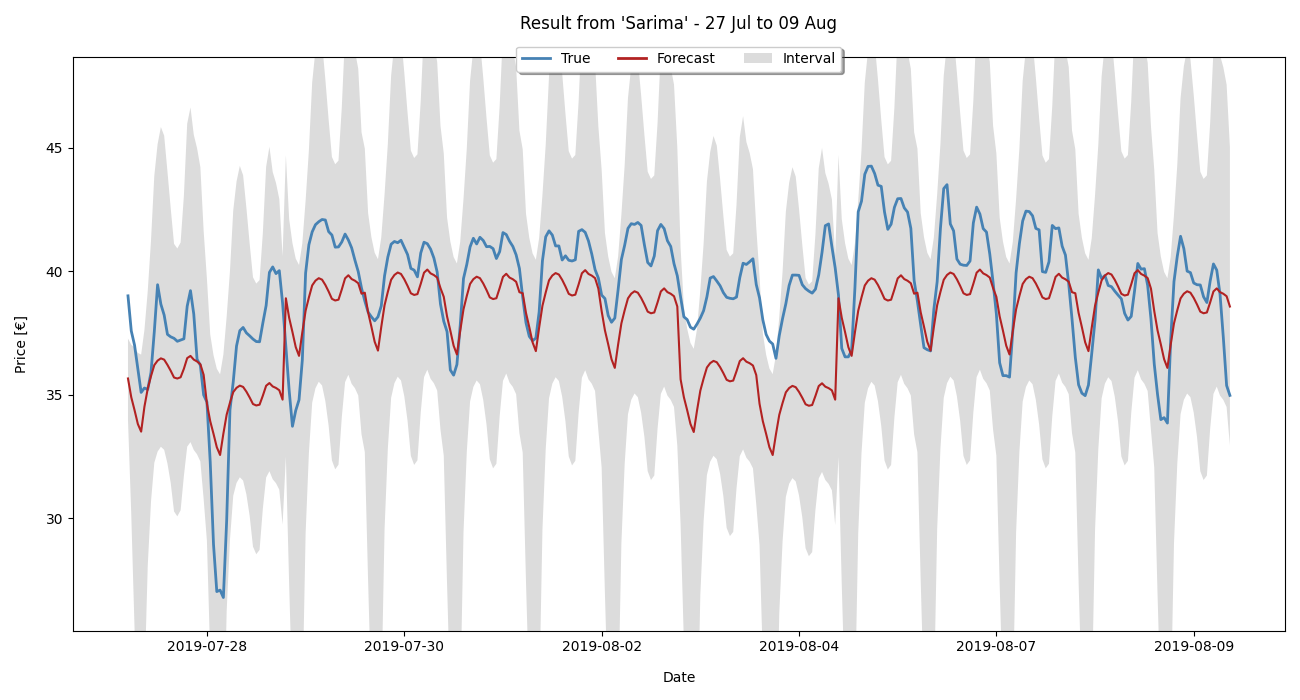 Result from 'Sarima' - 27 Jul to 09 Aug
True Forecast Interval
45
40
35
30
Price [€]
2019-07-28 2019-07-30 2019-08-02 2019-08-04 2019-08-07 2019-08-09
Date